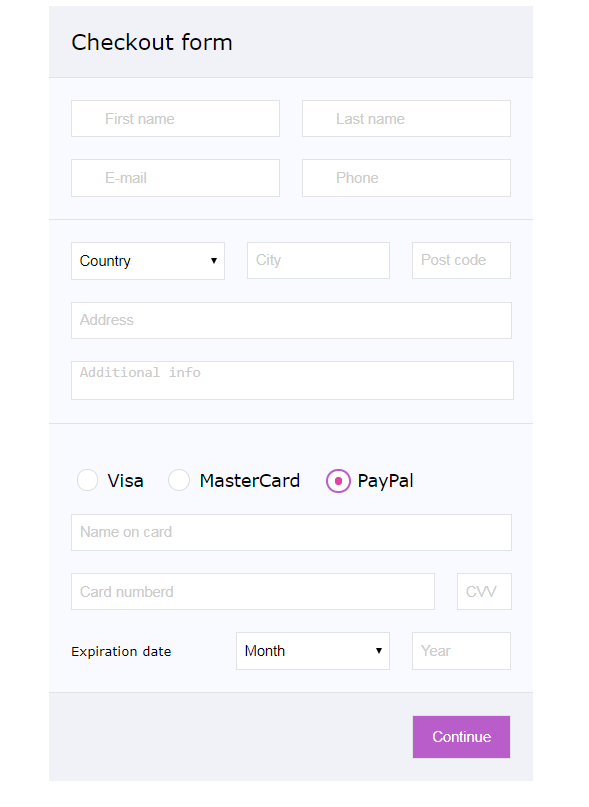 Checkout form
First name Last name
E-mail Phone
Country City Post code
Address
Additional info
Visa MasterCard PayPal
Name on card
Card numberd CVV
Expiration date Month Year
Continue